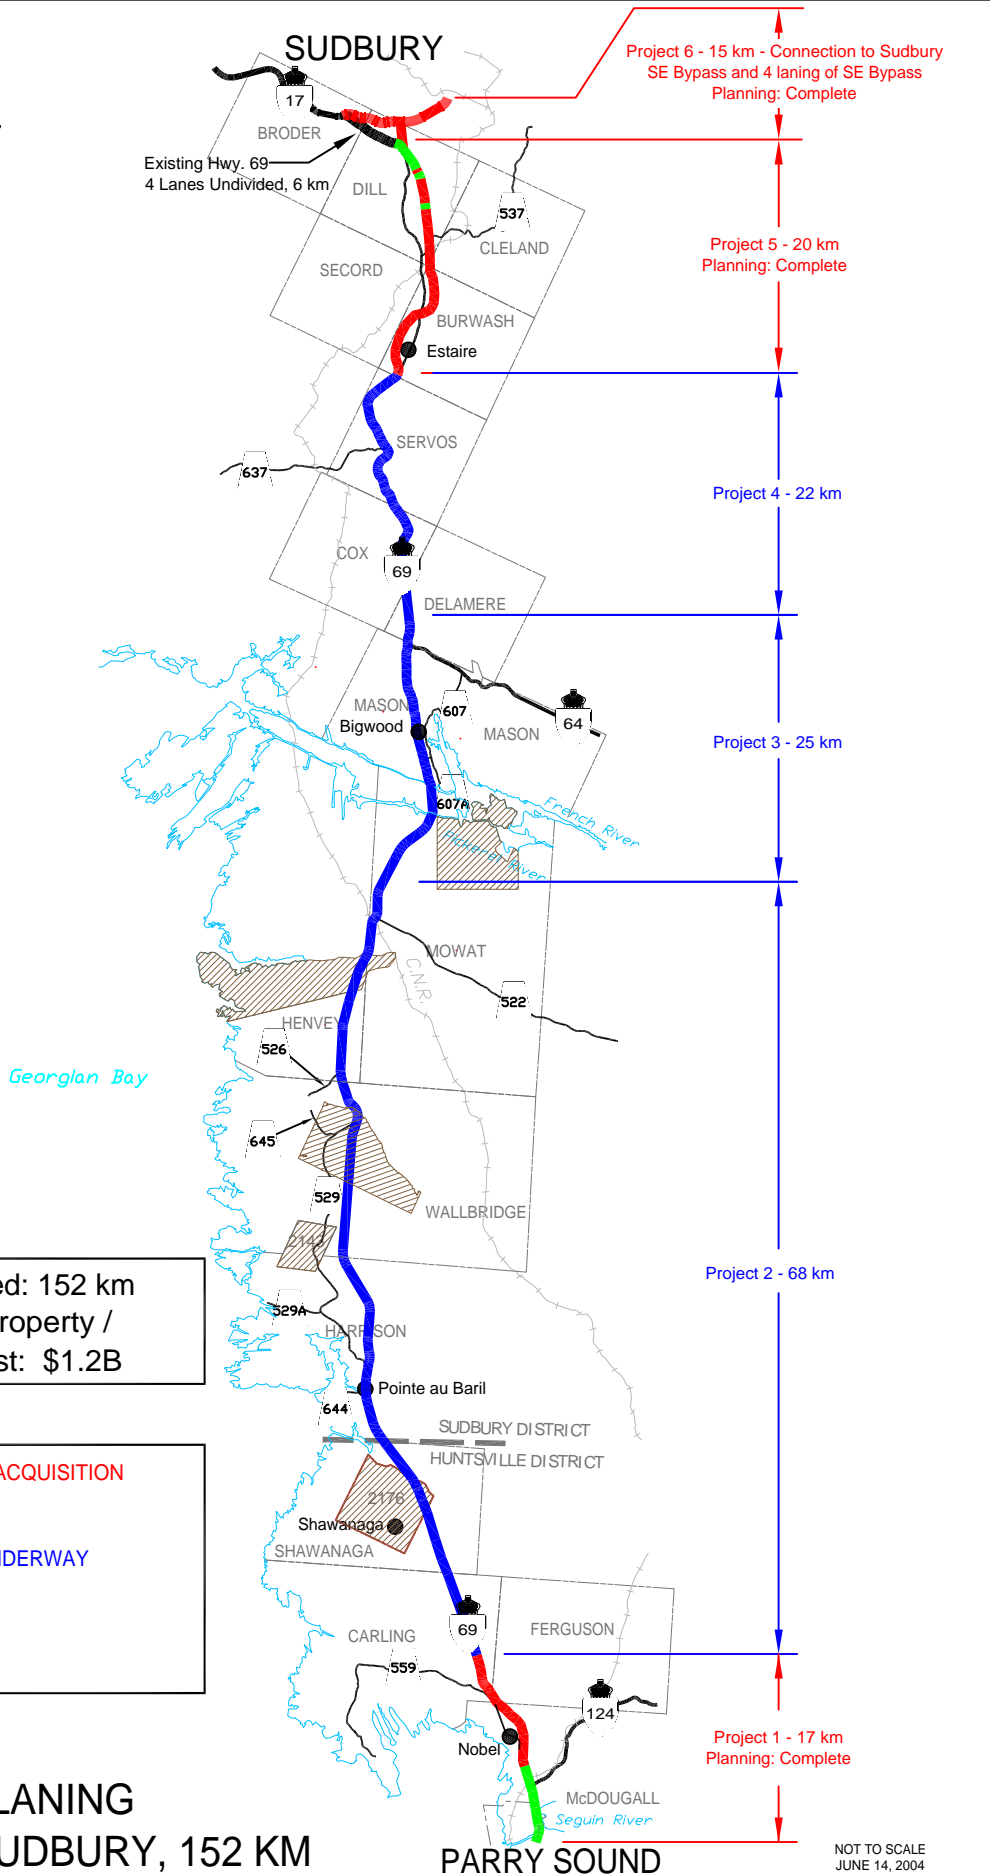 SUDBURY
Project 6 - 15 km - Connection to Sudbury
SE Bypass and 4 laning of SE Bypass
Planning: Complete
17
BRODER
Existing Hwy. 69
4 Lanes Undivided, 6 km
DILL
537
CLELAND
Project 5 - 20 km
Planning: Complete
SECORD
BURWASH
Estaire
SERVOS
637
Project 4 - 22 km
COX
69
DELAMERE
MASON
607
Bigwood
64
MASON
Project 3 - 25 km
607A
French River
Pickerel River
MOWAT
C.N.R.
522
HENVEY
526
Georgian Bay
645
529
WALLBRIDGE
2143
ed: 152 km
roperty /
st: $1.2B
Project 2 - 68 km
529A
HARRISON
Pointe au Baril
644
SUDBURY DISTRICT
HUNTSVILLE DISTRICT
ACQUISITION
2176
Shawanaga
SHAWANAGA
NDERWAY
69
CARLING
FERGUSON
559
124
Nobel
Project 1 - 17 km
Planning: Complete
McDOUGALL
Seguin River
LANING
UDBURY, 152 KM
PARRY SOUND
NOT TO SCALE
JUNE 14, 2004